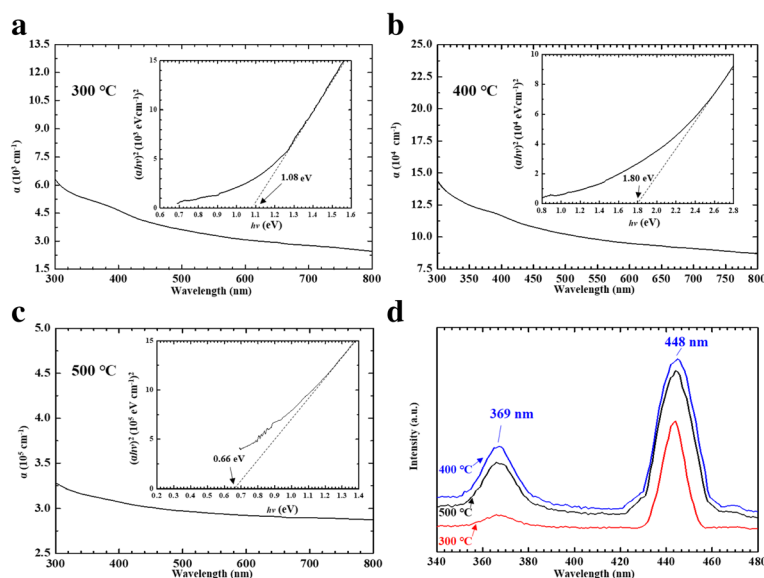 a
13.5
12.0
10.5
9.0
7.5
6.0
4.5
3.0
1.5
α (10³ cm⁻¹)
300 °C
15
10
5
0
(αhν)² (10³ eVcm⁻¹)²
1.08 eV
0.6 0.7 0.8 0.9 1.0 1.1 1.2 1.3 1.4 1.5 1.6
hν (eV)
300 400 500 600 700 800
Wavelength (nm)
b
25.0
22.5
20.0
17.5
15.0
12.5
10.0
7.5
α (10⁴ cm⁻¹)
400 °C
10
8
6
4
2
0
(αhν)² (10⁴ eVcm⁻¹)²
1.80 eV
0.8 1.0 1.2 1.4 1.6 1.8 2.0 2.2 2.4 2.6 2.8
hν (eV)
300 350 400 450 500 550 600 650 700 750 800
Wavelength (nm)
c
5.0
4.5
4.0
3.5
3.0
2.5
α (10⁵ cm⁻¹)
500 °C
15
10
5
0
(αhν)² (10⁵ eV cm⁻¹)²
0.66 eV
0.2 0.3 0.4 0.5 0.6 0.7 0.8 0.9 1.0 1.1 1.2 1.3 1.4
hν (eV)
300 400 500 600 700 800
Wavelength (nm)
d
448 nm
369 nm
Intensity (a.u.)
400 °C
500 °C
300 °C
340 360 380 400 420 440 460 480
Wavelength (nm)